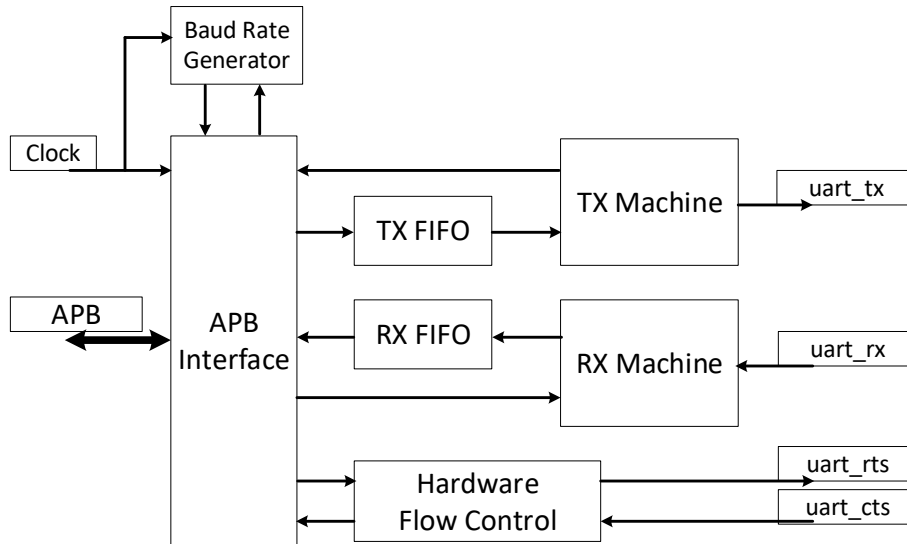 Baud Rate
Generator
Clock
TX Machine
uart_tx
TX FIFO
APB
APB
Interface
RX FIFO
RX Machine
uart_rx
Hardware
Flow Control
uart_rts
uart_cts